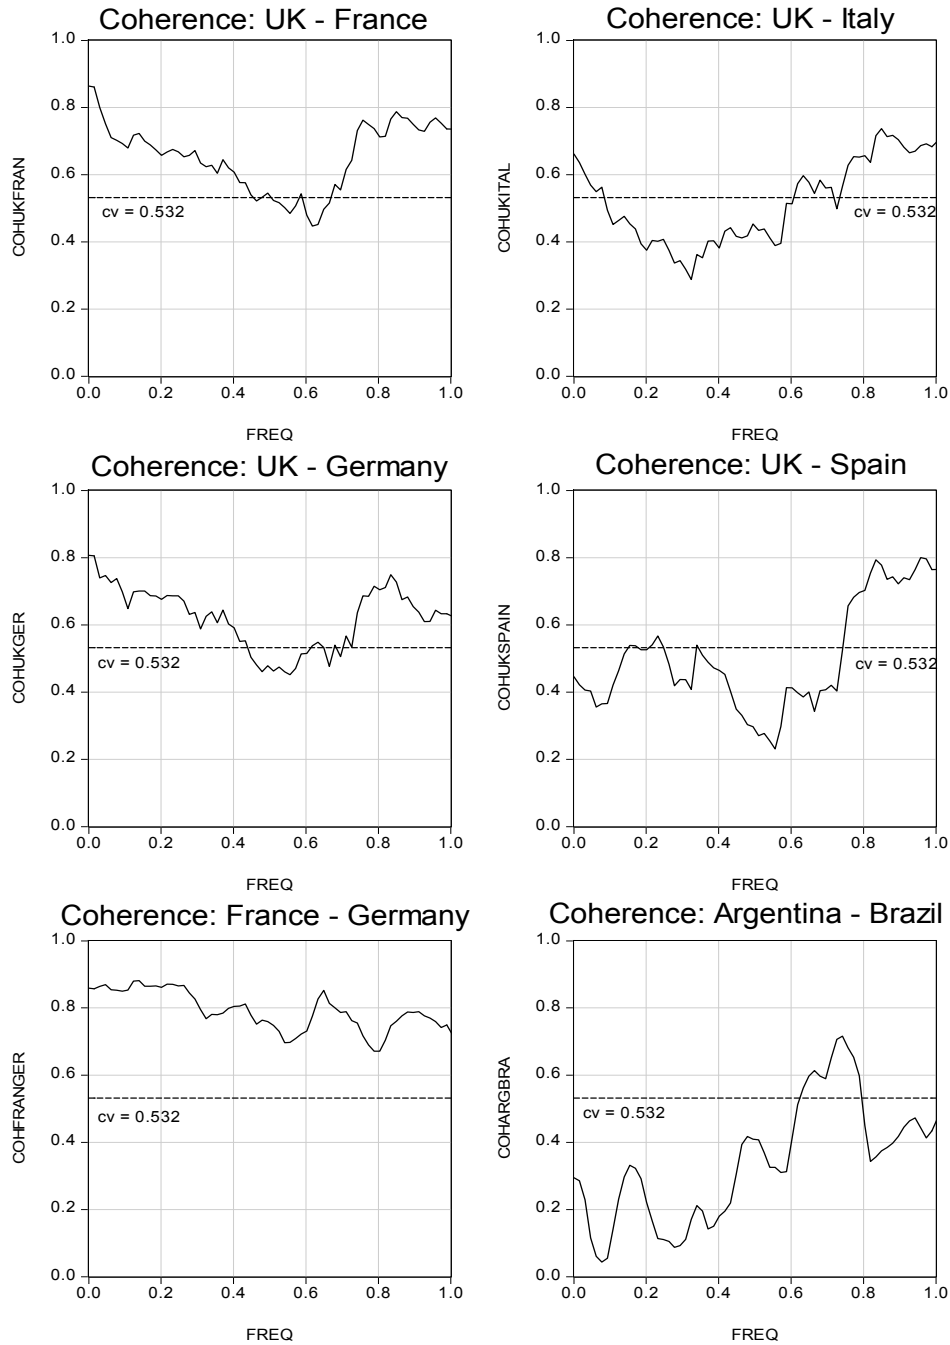 Coherence: UK - France
1.0
0.8
0.6
0.4
0.2
0.0
COHUKFRAN
cv = 0.532
0.0 0.2 0.4 0.6 0.8 1.0
FREQ
Coherence: UK - Italy
1.0
0.8
0.6
0.4
0.2
0.0
COHUKITAL
cv = 0.532
0.0 0.2 0.4 0.6 0.8 1.0
FREQ
Coherence: UK - Germany
1.0
0.8
0.6
0.4
0.2
0.0
COHUKGER
cv = 0.532
0.0 0.2 0.4 0.6 0.8 1.0
FREQ
Coherence: UK - Spain
1.0
0.8
0.6
0.4
0.2
0.0
COHUKSPAIN
cv = 0.532
0.0 0.2 0.4 0.6 0.8 1.0
FREQ
Coherence: France - Germany
1.0
0.8
0.6
0.4
0.2
0.0
COHFRANGER
cv = 0.532
0.0 0.2 0.4 0.6 0.8 1.0
FREQ
Coherence: Argentina - Brazil
1.0
0.8
0.6
0.4
0.2
0.0
COHARGBRA
cv = 0.532
0.0 0.2 0.4 0.6 0.8 1.0
FREQ